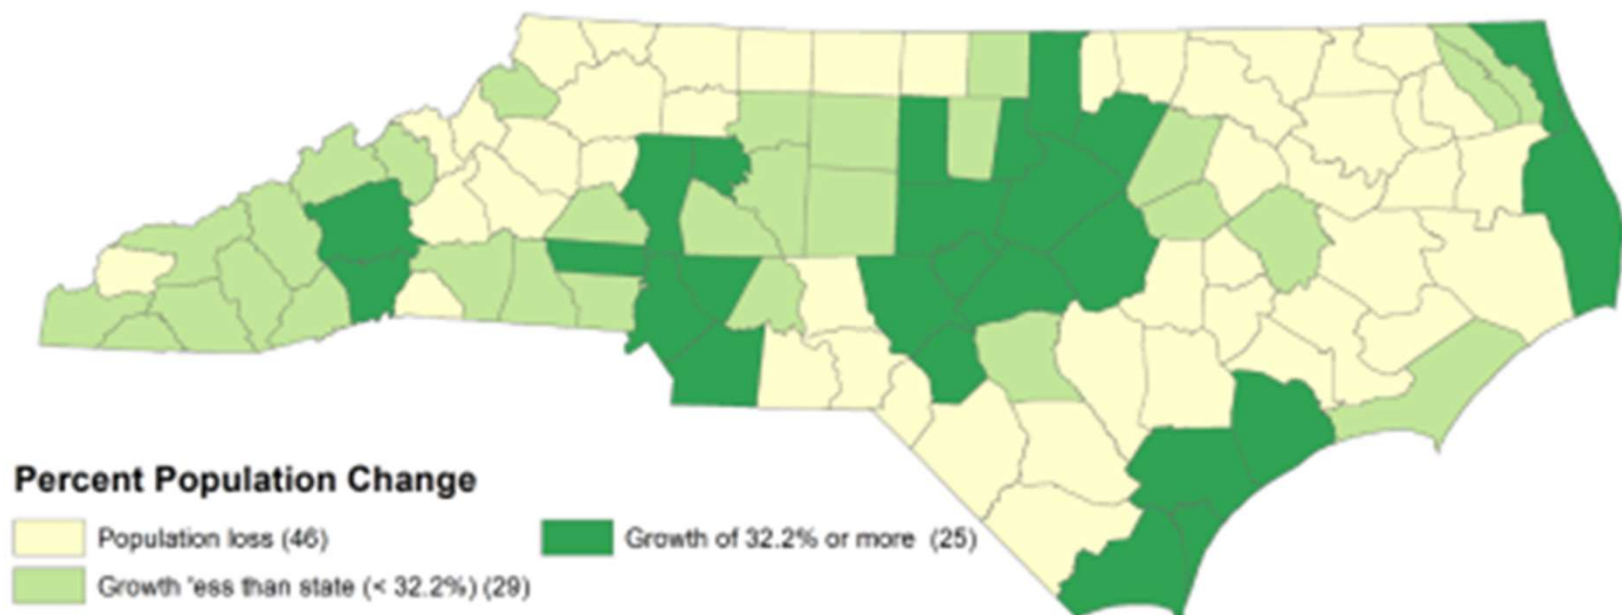 Percent Population Change
Population loss (46)
Growth of 32.2% or more (25)
Growth 'ess than state (< 32.2%) (29)